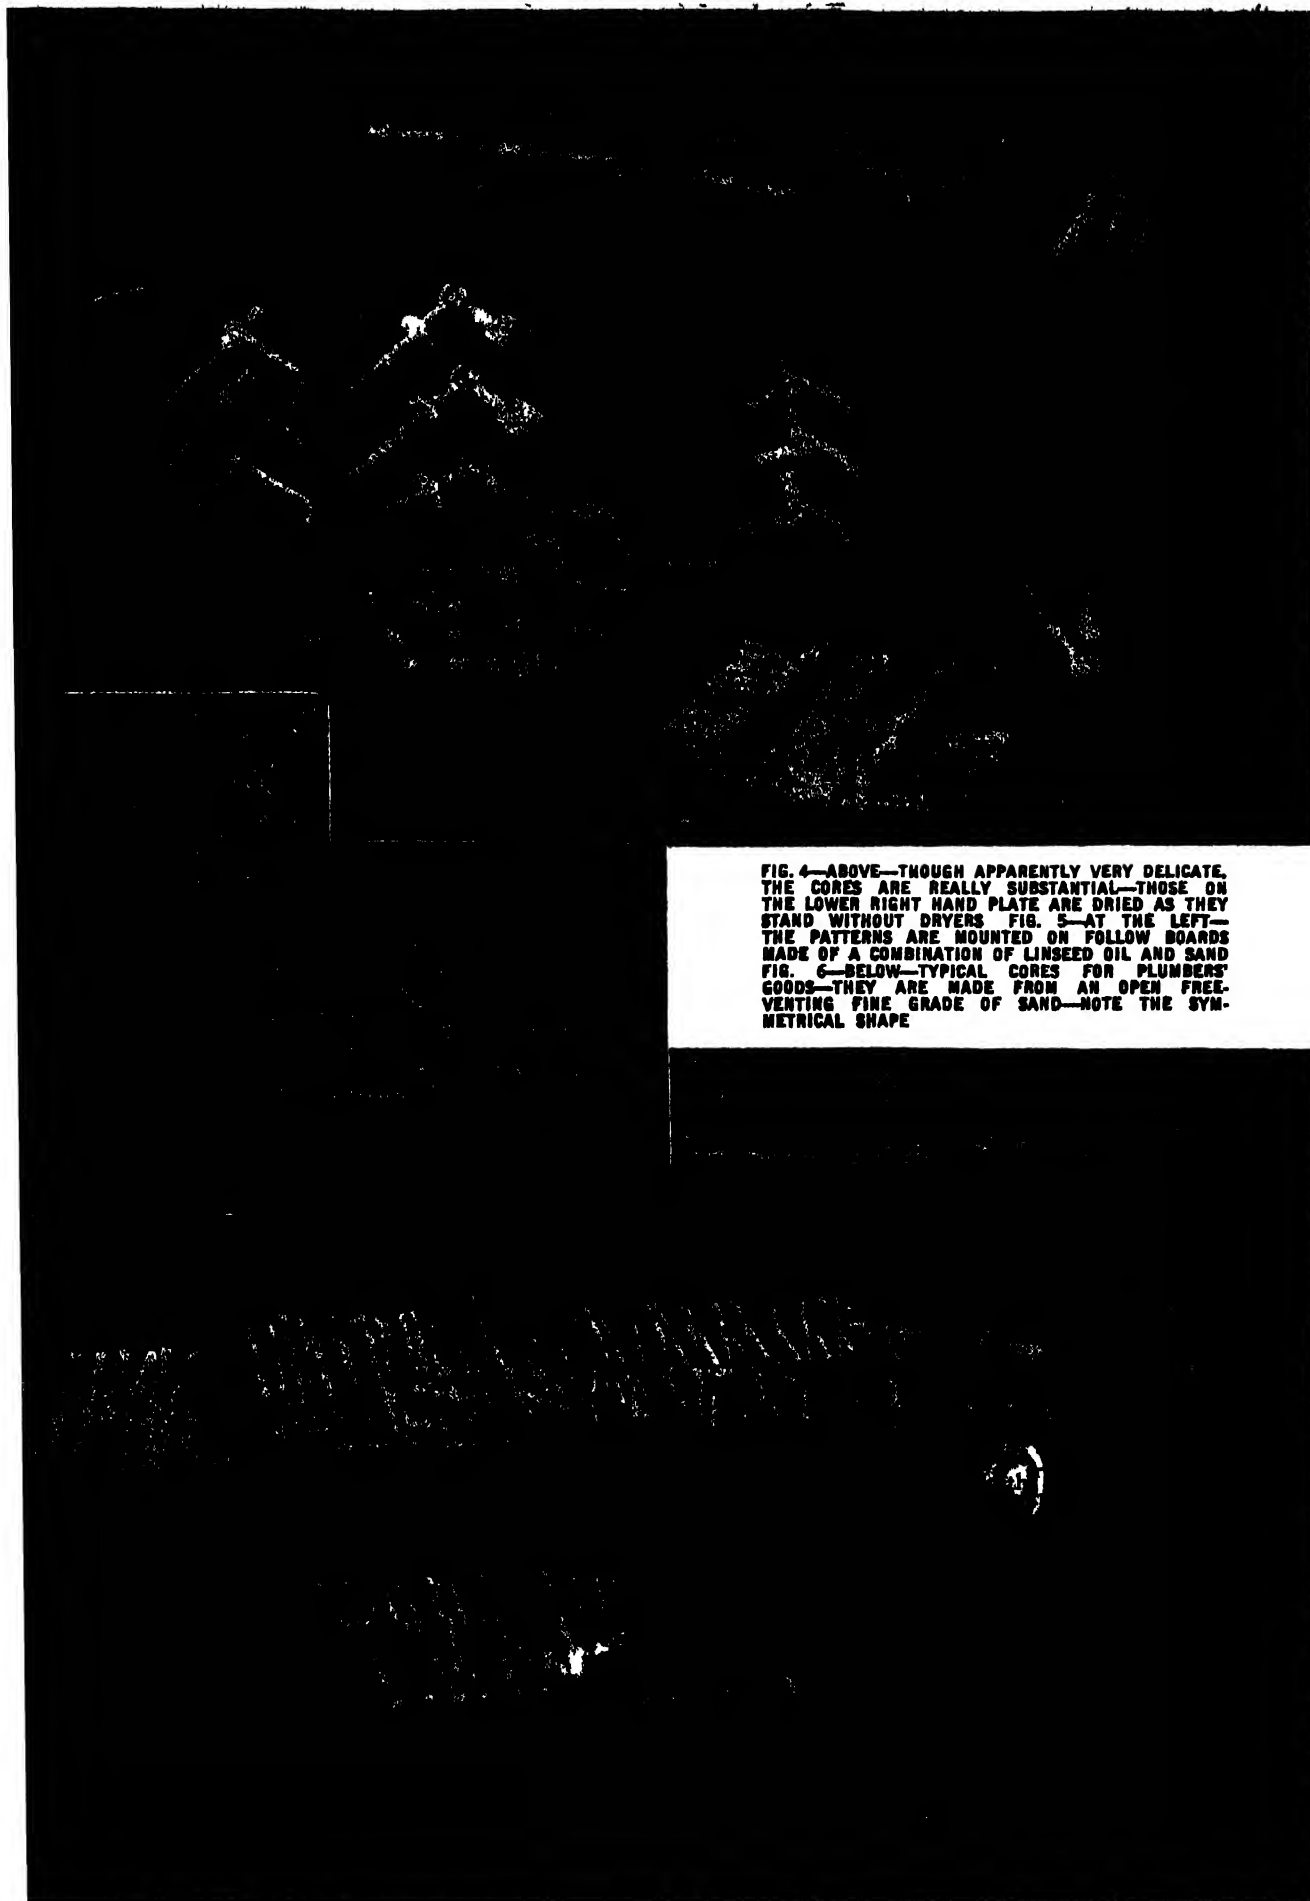 FIG. 4—ABOVE—THOUGH APPARENTLY VERY DELICATE,
THE CORES ARE REALLY SUBSTANTIAL—THOSE ON
THE LOWER RIGHT HAND PLATE ARE DRIED AS THEY
STAND WITHOUT DRYERS FIG. 5—AT THE LEFT—
THE PATTERNS ARE MOUNTED ON FOLLOW BOARDS
MADE OF A COMBINATION OF LINSEED OIL AND SAND
FIG. 6—BELOW—TYPICAL CORES FOR PLUMBERS'
GOODS—THEY ARE MADE FROM AN OPEN FREE-
VENTING FINE GRADE OF SAND—NOTE THE SYM-
METRICAL SHAPE